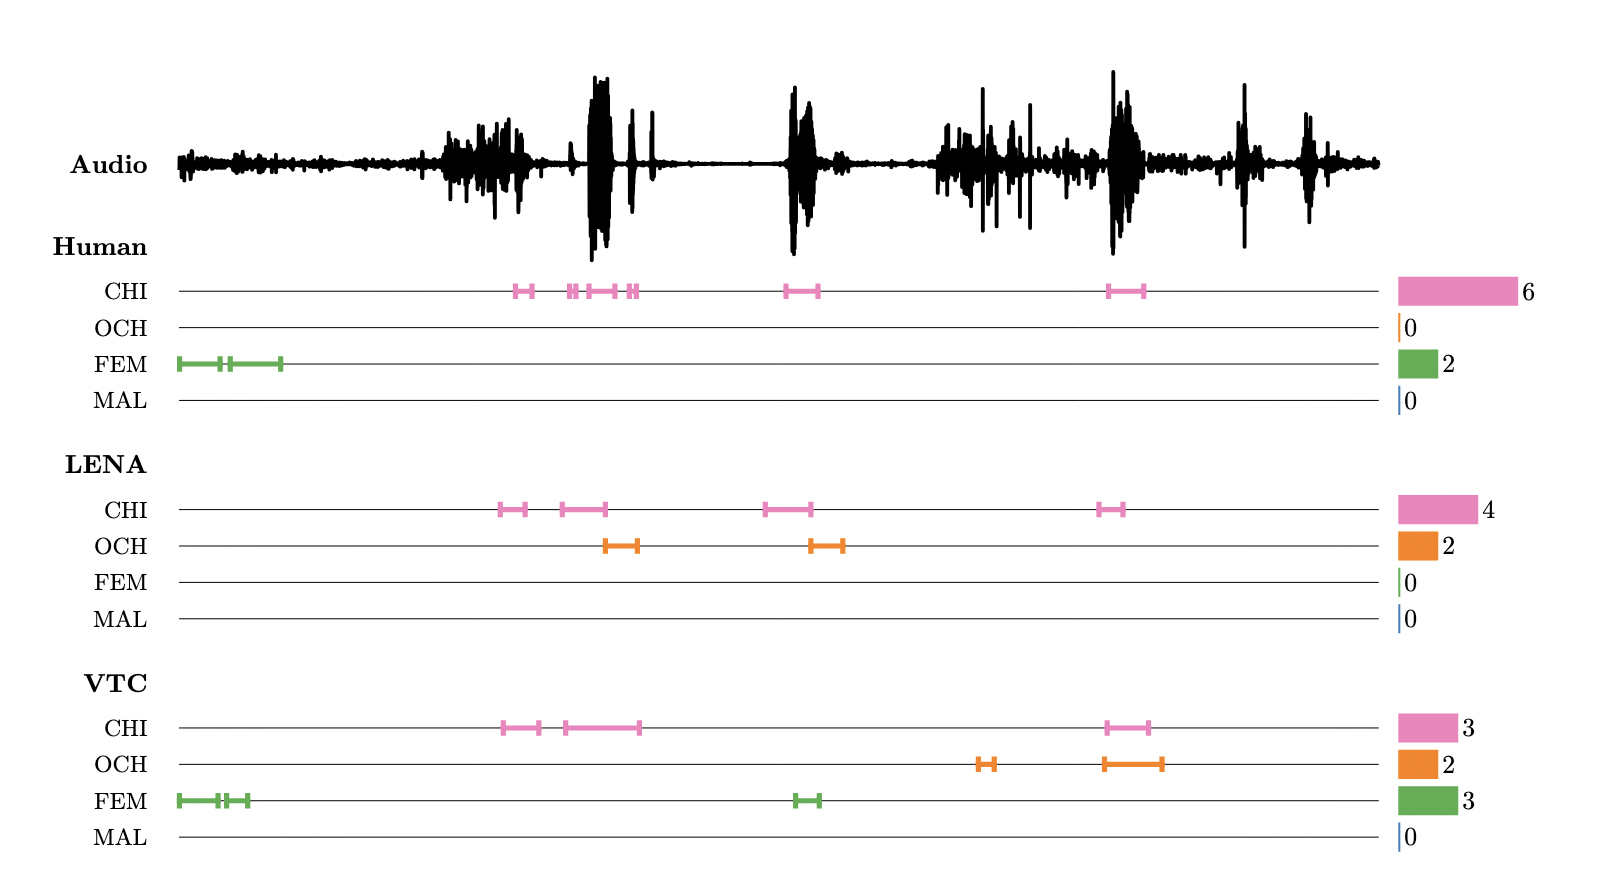 Audio
Human
CHI 6
OCH 0
FEM 2
MAL 0
LENA
CHI 4
OCH 2
FEM 0
MAL 0
VTC
CHI 3
OCH 2
FEM 3
MAL 0